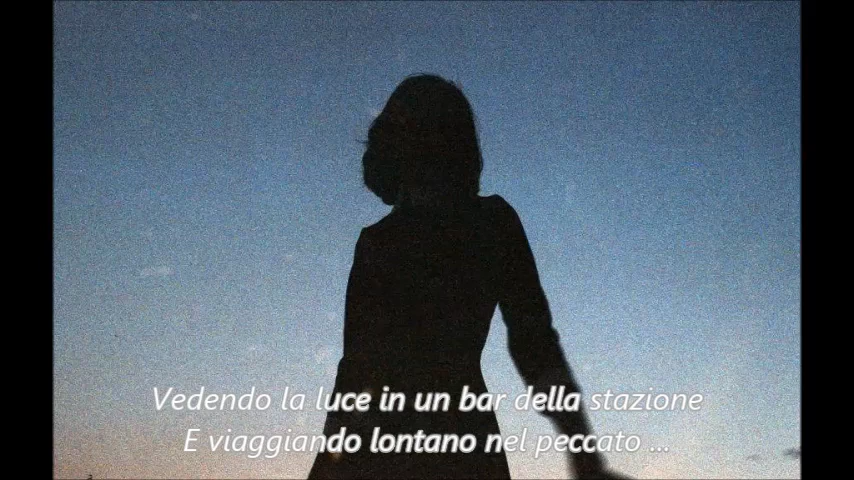 Vedendo la luce in un bar della stazione
E viaggiando lontano nel peccato ...